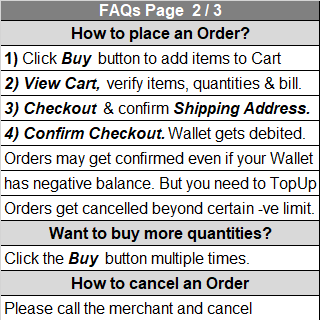 FAQs Page 2 / 3
How to place an Order?
1) Click Buy button to add items to Cart
2) View Cart, verify items, quantities & bill.
3) Checkout & confirm Shipping Address.
4) Confirm Checkout. Wallet gets debited.
Orders may get confirmed even if your Wallet
has negative balance. But you need to TopUp
Orders get cancelled beyond certain -ve limit.
Want to buy more quantities?
Click the Buy button multiple times.
How to cancel an Order
Please call the merchant and cancel